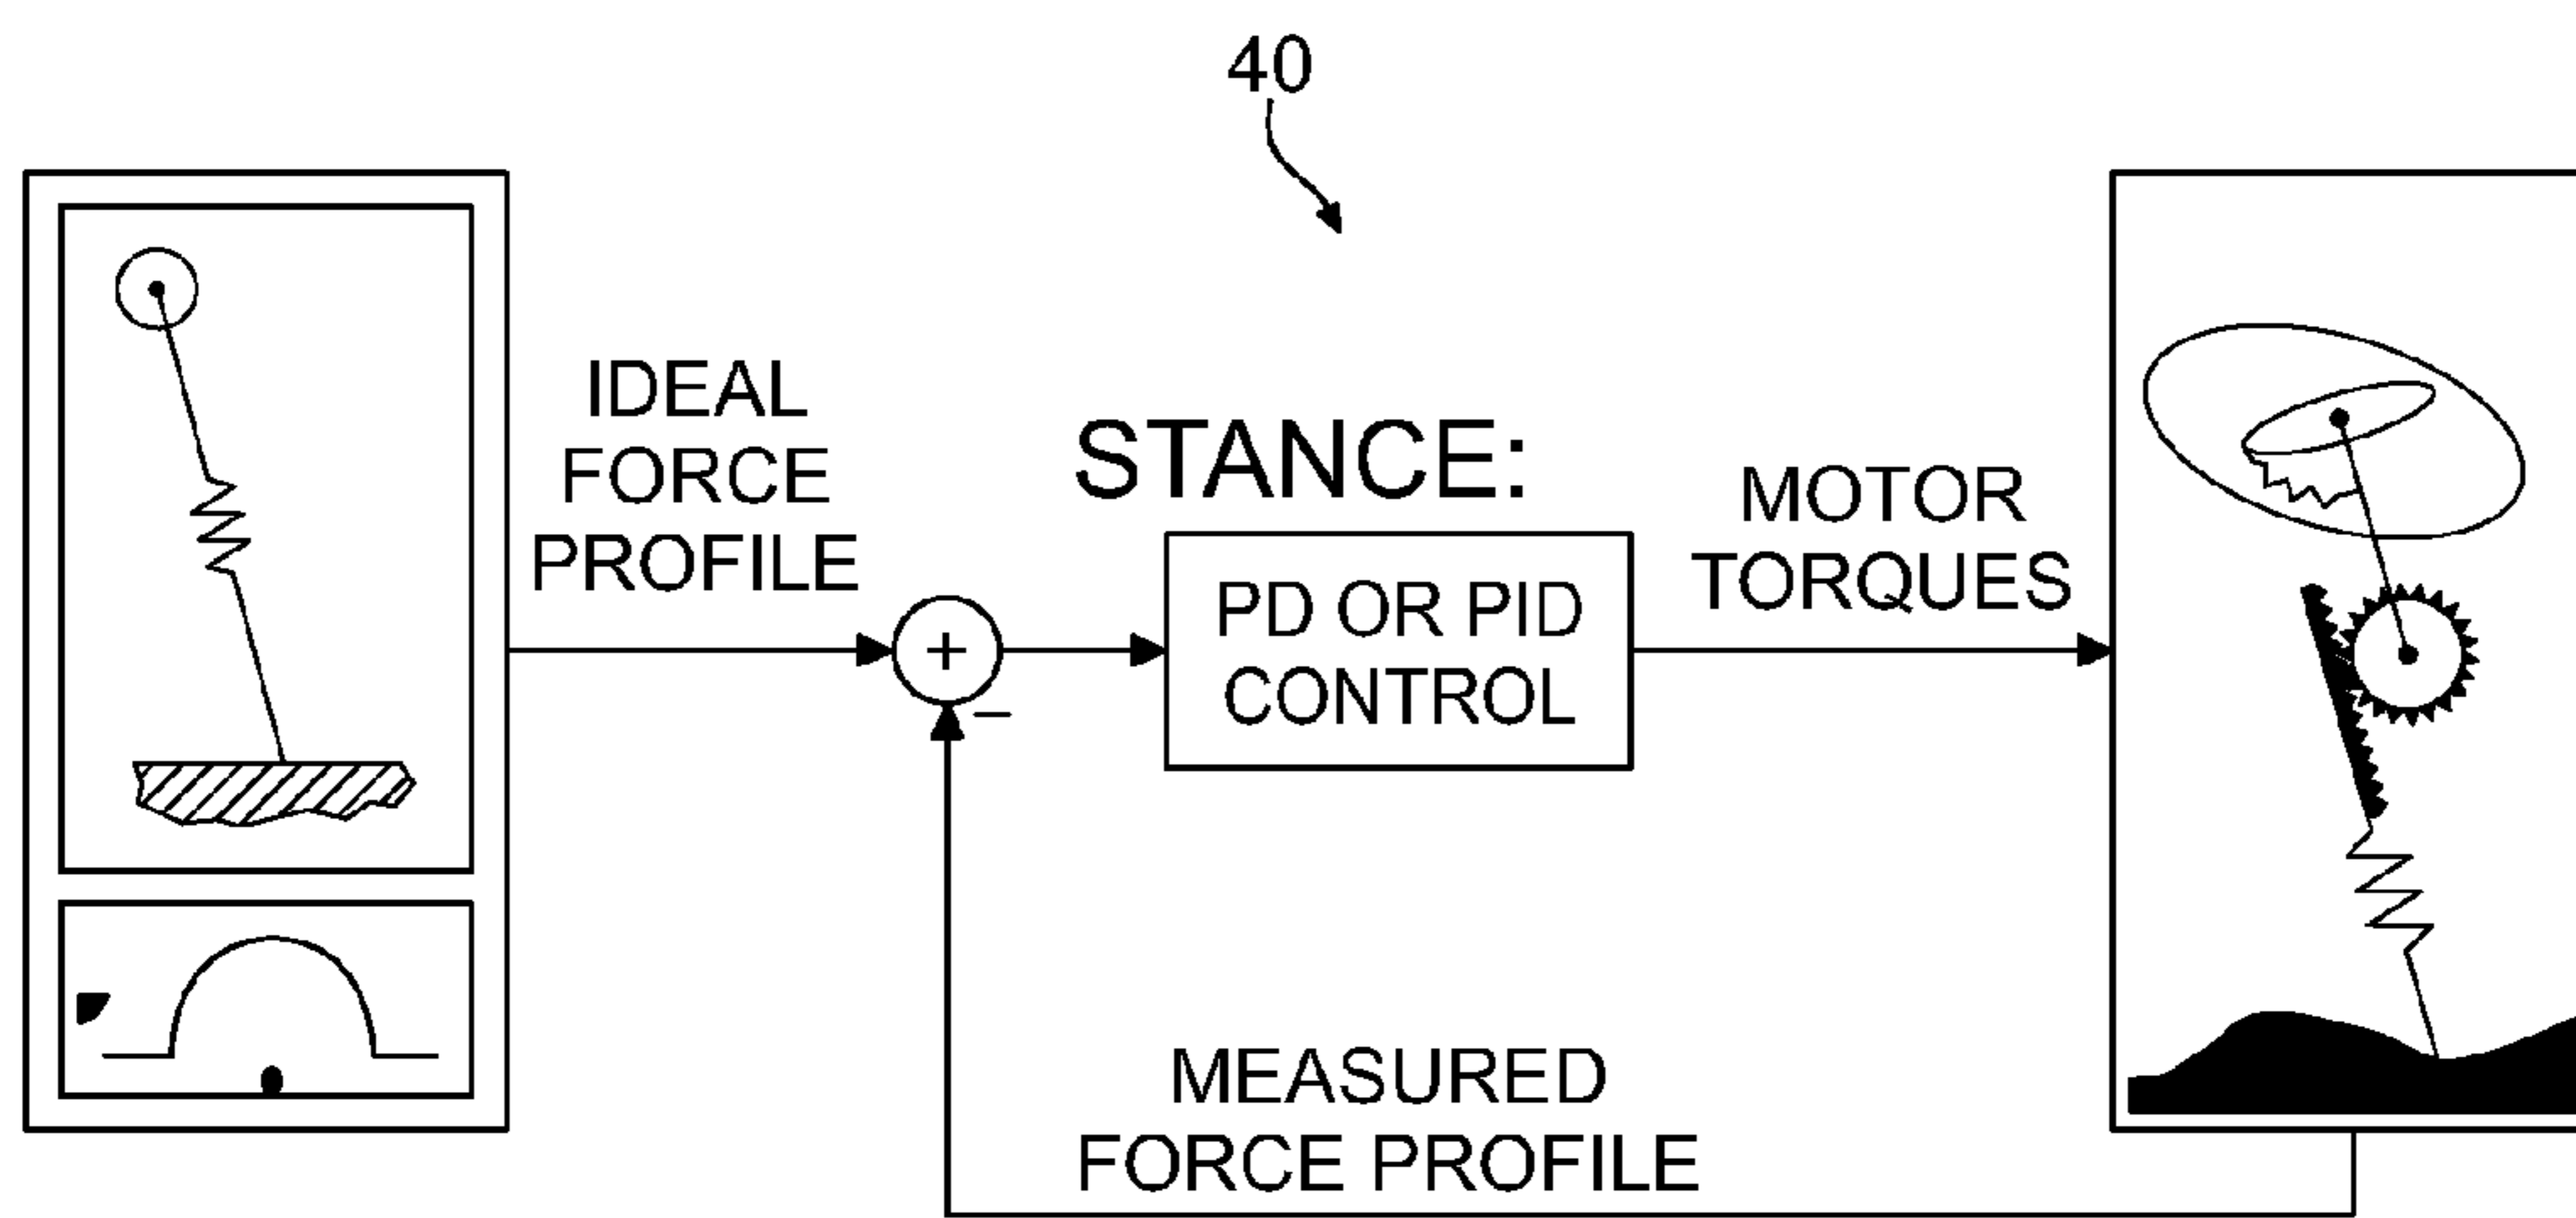 40
IDEAL
FORCE
PROFILE
STANCE:
MOTOR
TORQUES
+
PD OR PID
CONTROL
−
MEASURED
FORCE PROFILE